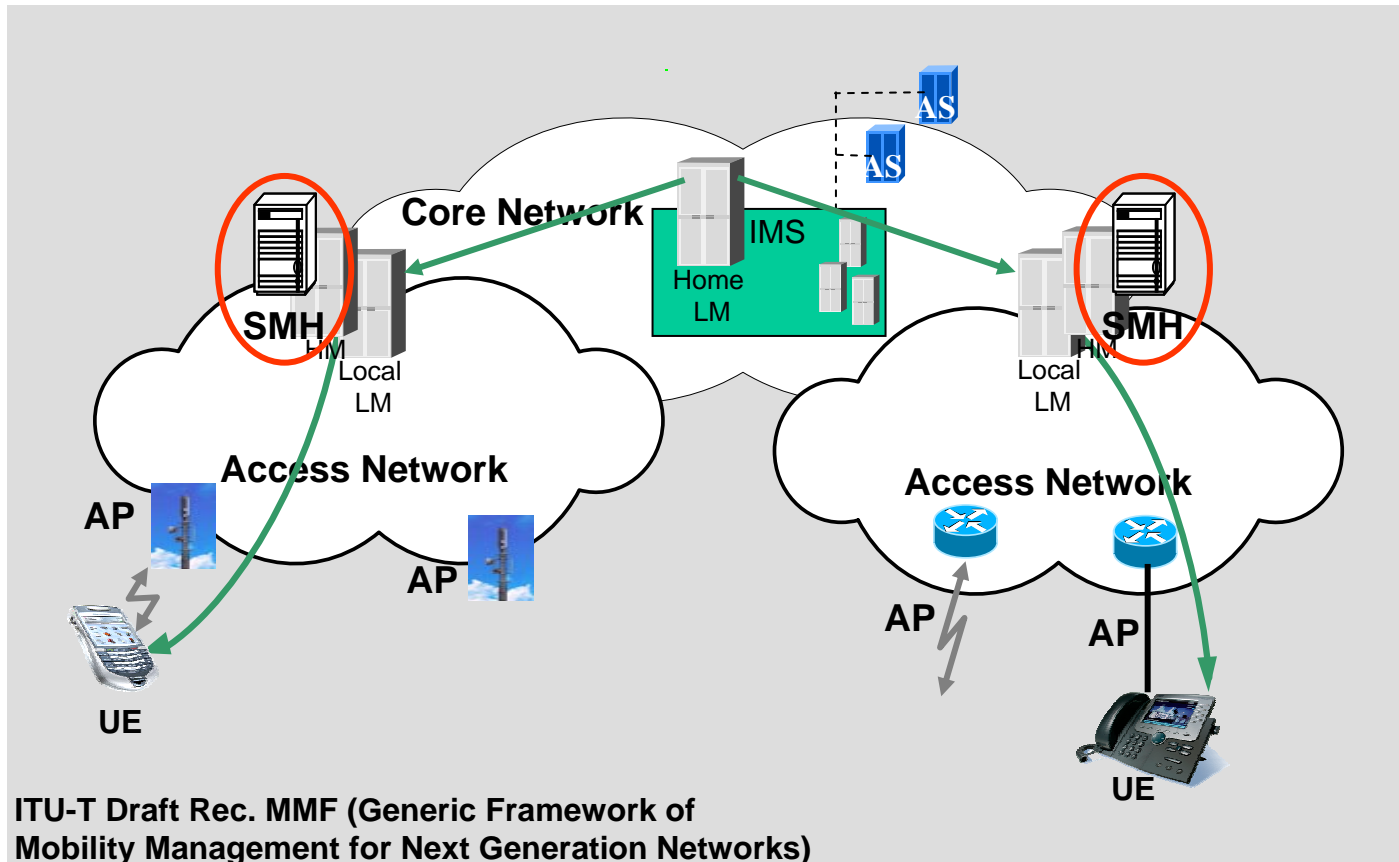 AS
AS
Core Network
IMS
Home
LM
SMH
HM
Local
LM
SMH
HM
Local
LM
Access Network
Access Network
AP
AP
AP
AP
UE
UE
ITU-T Draft Rec. MMF (Generic Framework of
Mobility Management for Next Generation Networks)